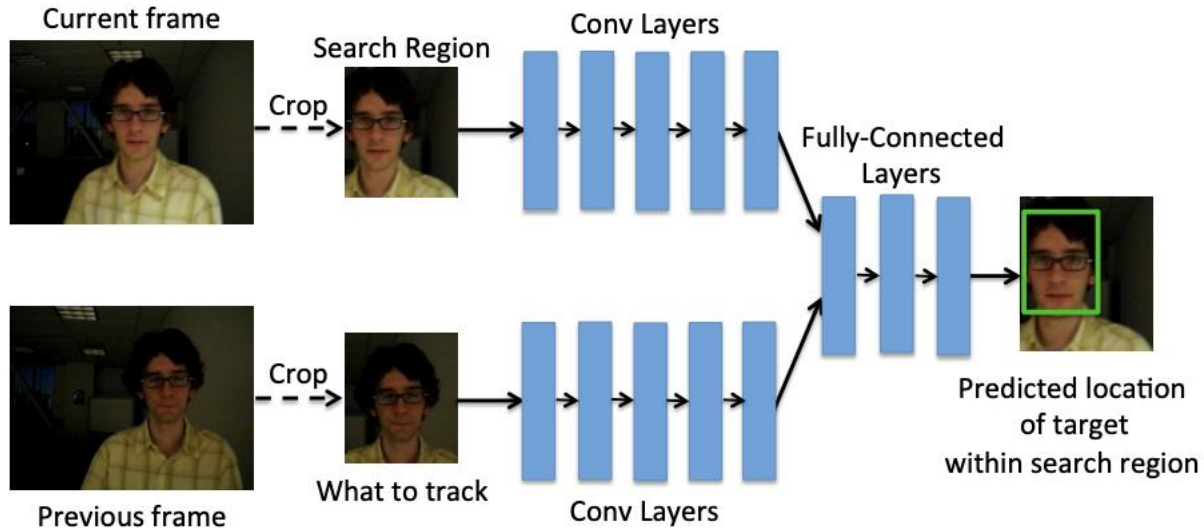 Current frame
Crop
Search Region
Conv Layers
Fully-Connected
Layers
Previous frame
Crop
What to track
Conv Layers
Predicted location
of target
within search region